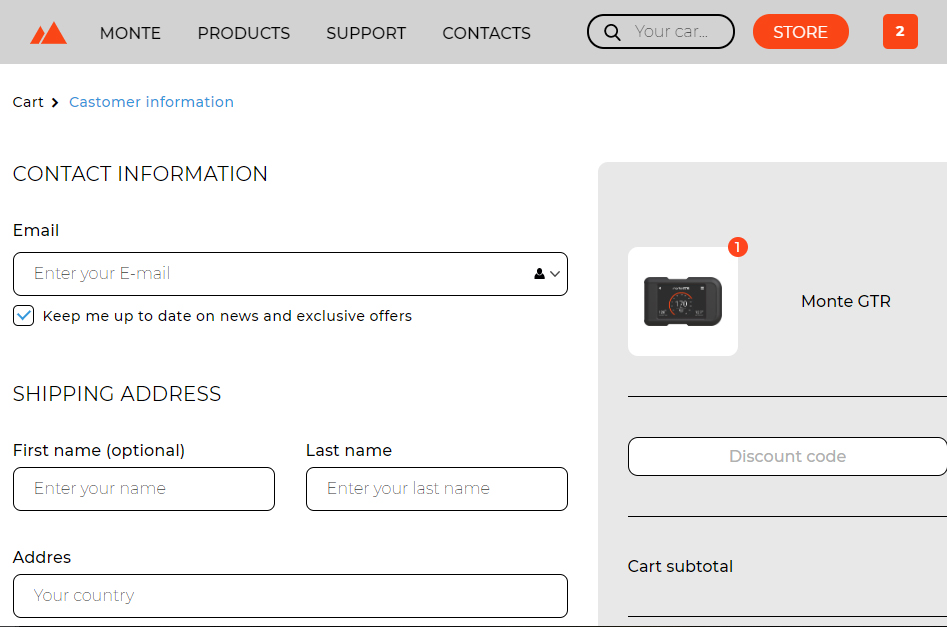 MONTE PRODUCTS SUPPORT CONTACTS Your car... STORE 2
Cart Castomer information
CONTACT INFORMATION
Email
Enter your E-mail
Keep me up to date on news and exclusive offers
SHIPPING ADDRESS
First name (optional) Last name
Enter your name Enter your last name
Addres
Your country
1
170
Monte GTR
Discount code
Cart subtotal